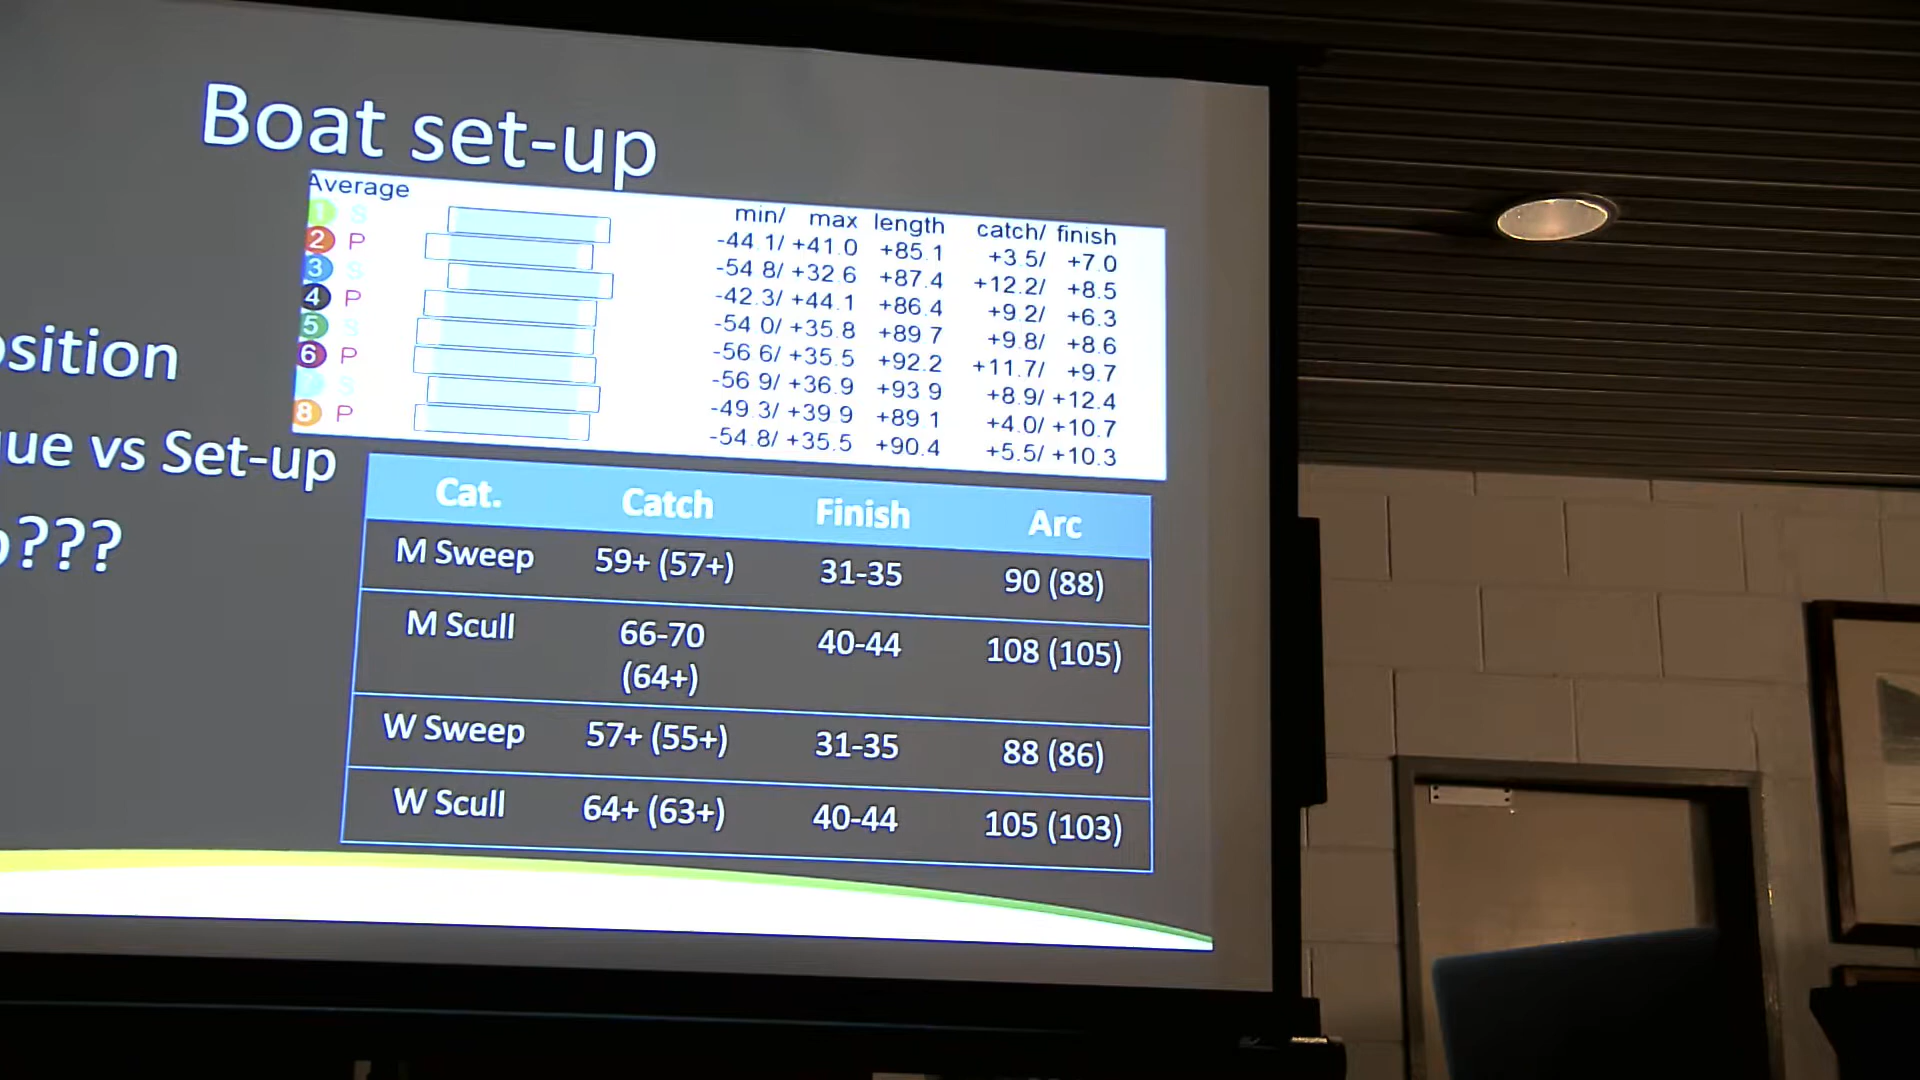 Boat set-up
Average
min/ max length catch/ finish
1 S -44.1/ +41.0 +85.1 +3.5/ +7.0
2 P -54.8/ +32.6 +87.4 +12.2/ +8.5
3 S -42.3/ +44.1 +86.4 +9.2/ +6.3
4 P -54.0/ +35.8 +89.7 +9.8/ +8.6
5 S -56.6/ +35.5 +92.2 +11.7/ +9.7
6 P -56.9/ +36.9 +93.9 +8.9/ +12.4
7 S -49.3/ +39.9 +89.1 +4.0/ +10.7
8 P -54.8/ +35.5 +90.4 +5.5/ +10.3
sition
ue vs Set-up
???
Cat. Catch Finish Arc
M Sweep 59+ (57+) 31-35 90 (88)
M Scull 66-70 (64+) 40-44 108 (105)
W Sweep 57+ (55+) 31-35 88 (86)
W Scull 64+ (63+) 40-44 105 (103)